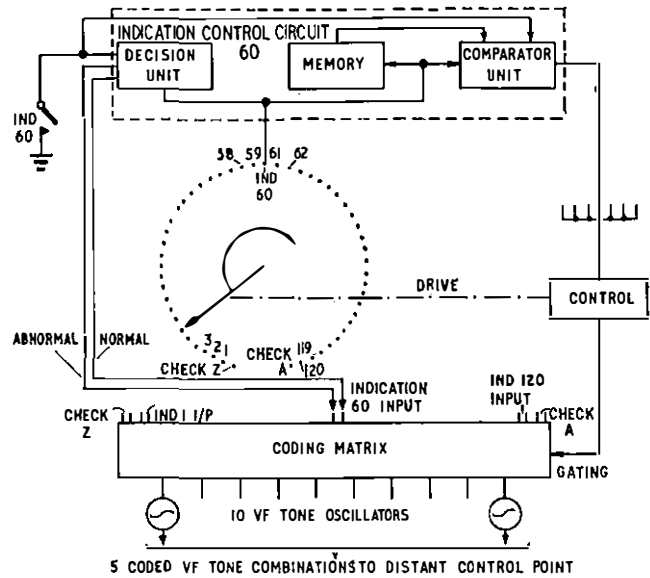 INDICATION CONTROL CIRCUIT
60
DECISION
UNIT
MEMORY
COMPARATOR
UNIT
IND
60
58 59 61 62
IND
60
DRIVE
CONTROL
ABNORMAL
NORMAL
3 2 1
CHECK Z
CHECK
A
119
120
INDICATION
60 INPUT
IND 120
INPUT
CHECK
Z
IND 1 I/P
CHECK
A
CODING MATRIX
GATING
10 VF TONE OSCILLATORS
5 CODED VF TONE COMBINATIONS TO DISTANT CONTROL POINT